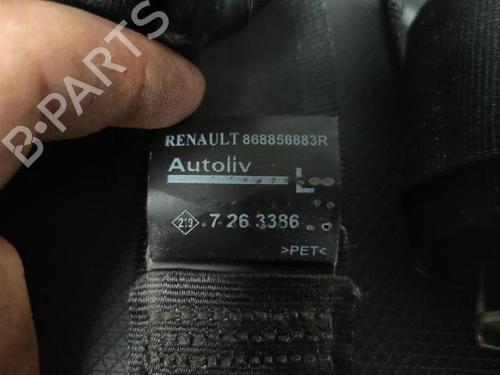 B-PARTS
RENAULT 868856883R
Autoliv
L
7 26 3386
>PET<